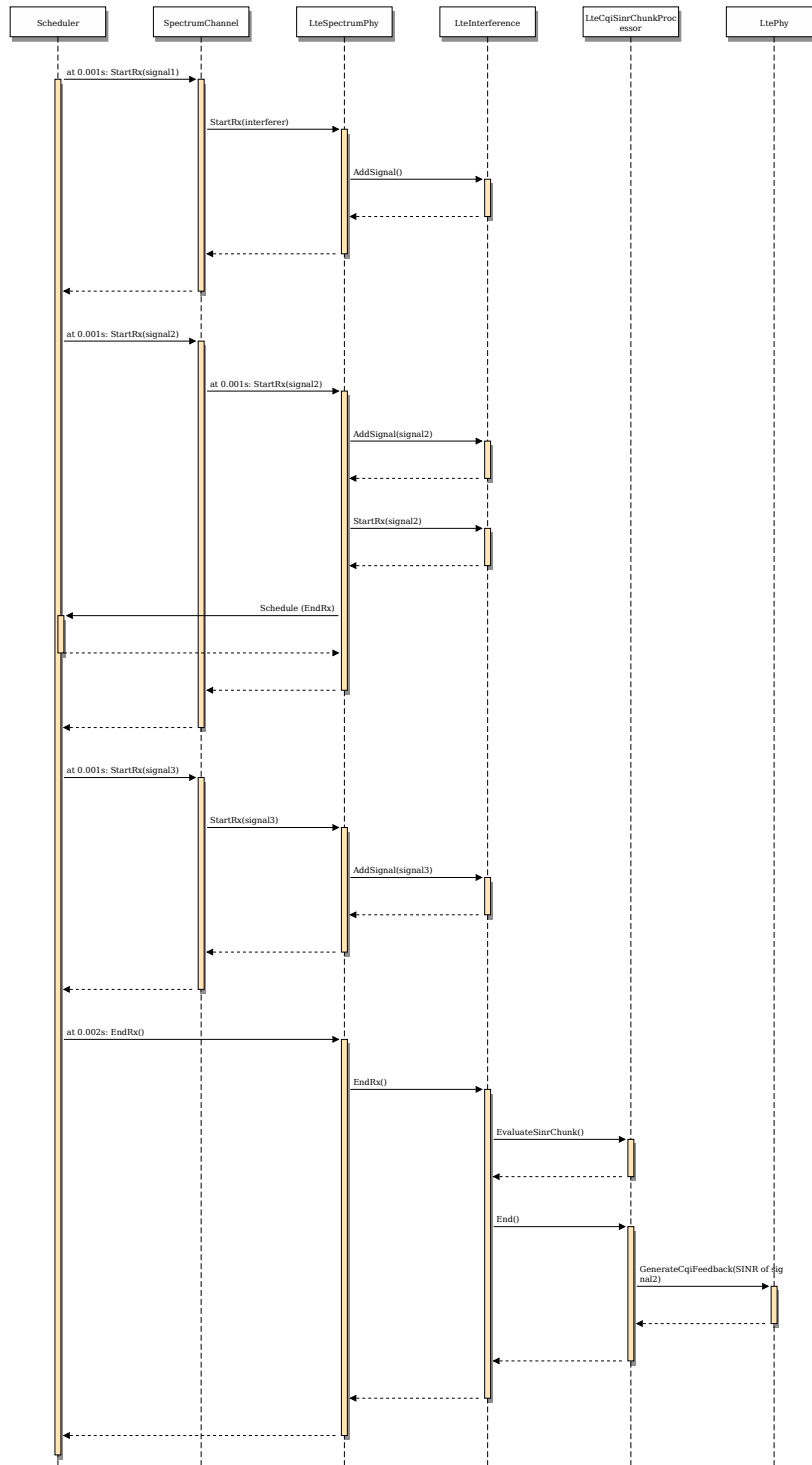 Scheduler
SpectrumChannel
LteSpectrumPhy
LteInterference
LteCqiSinrChunkProc
essor
LtePhy
at 0.001s: StartRx(signal1)
StartRx(interferer)
AddSignal()
at 0.001s: StartRx(signal2)
at 0.001s: StartRx(signal2)
AddSignal(signal2)
StartRx(signal2)
Schedule (EndRx)
at 0.001s: StartRx(signal3)
StartRx(signal3)
AddSignal(signal3)
at 0.002s: EndRx()
EndRx()
EvaluateSinrChunk()
End()
GenerateCqiFeedback(SINR of sig
nal2)